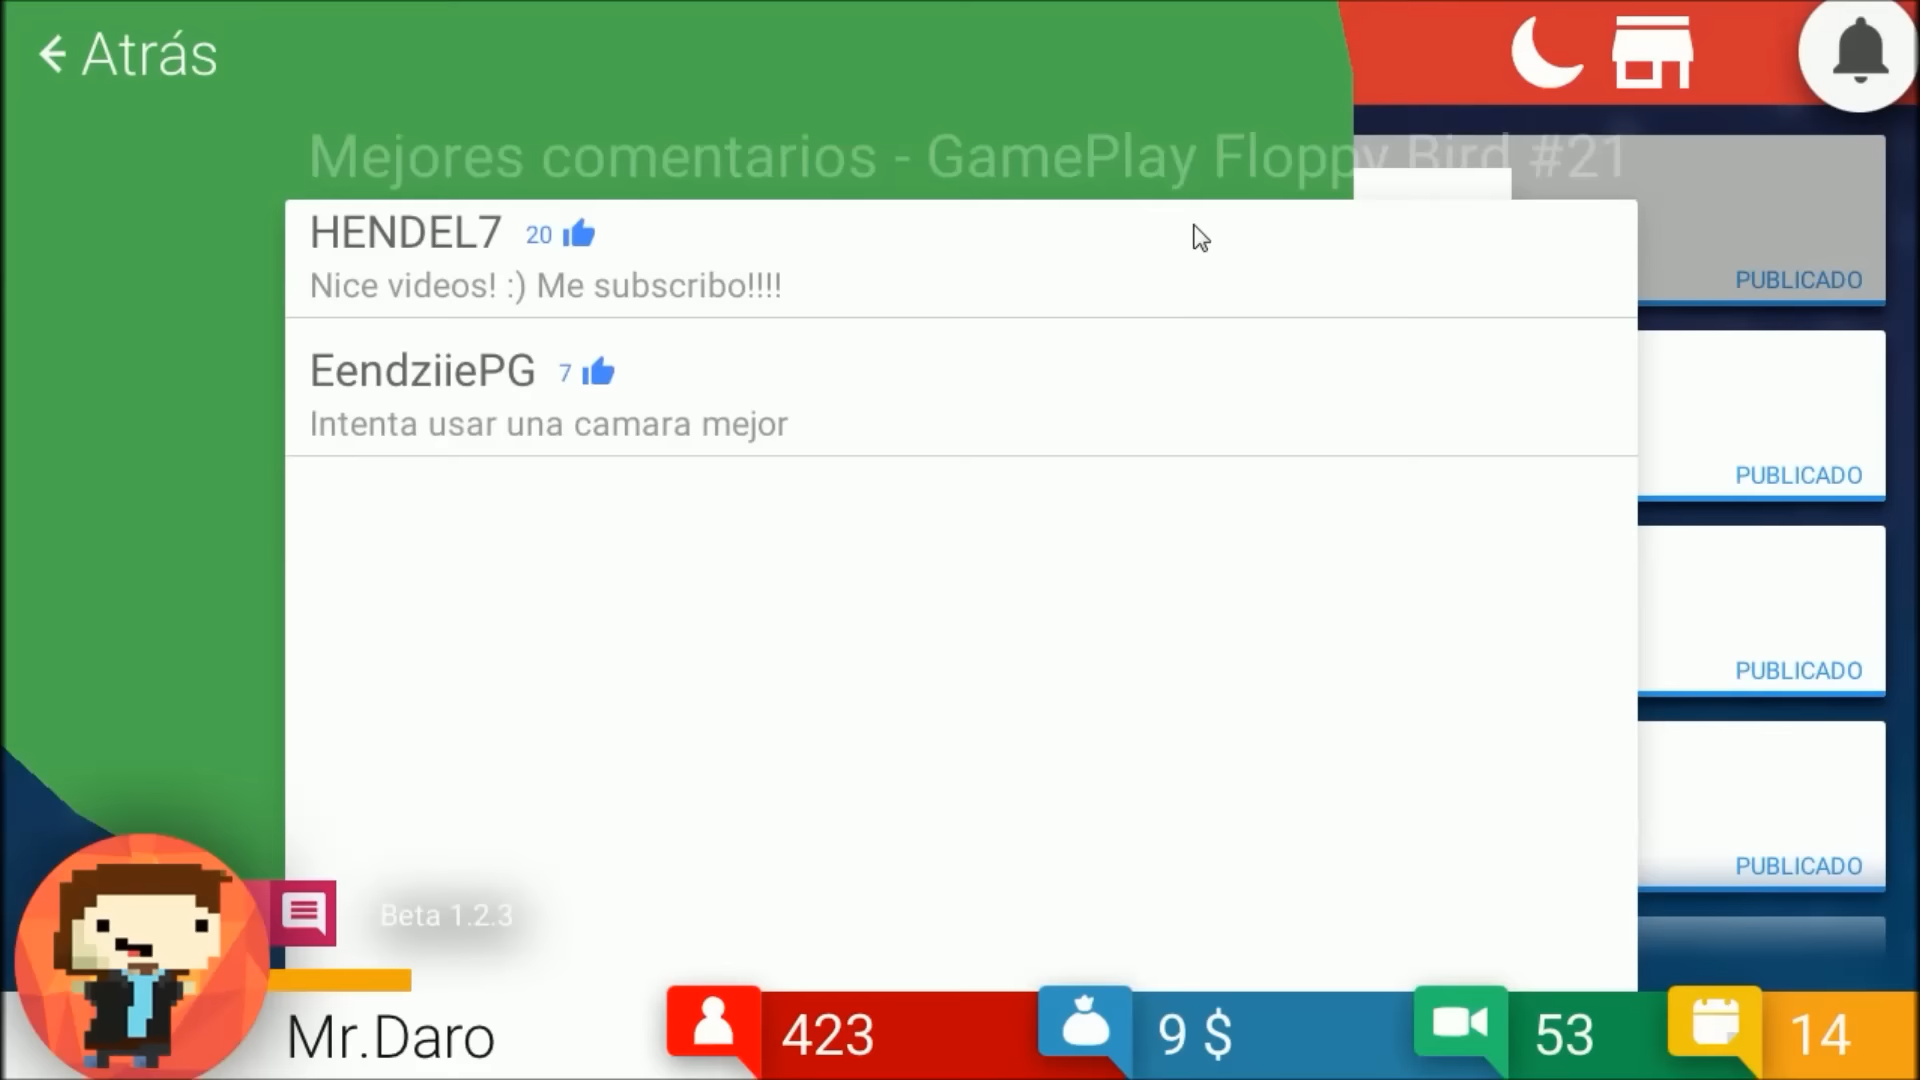 Atrás
Mejores comentarios - GamePlay Floppy Bird #21
HENDEL7 20
Nice videos! :) Me subscribo!!!!
PUBLICADO
EendziiePG 7
Intenta usar una camara mejor
PUBLICADO
PUBLICADO
PUBLICADO
Beta 1.2.3
Mr.Daro 423 9 $ 53 14